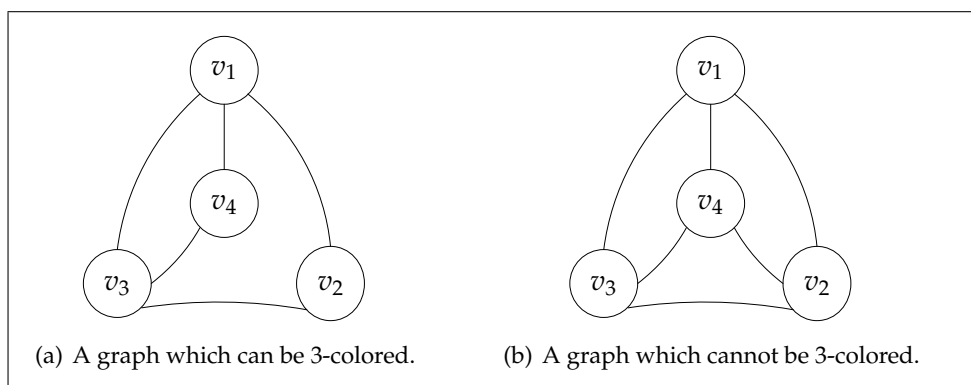 v1
v4
v3
v2
(a) A graph which can be 3-colored.
v1
v4
v3
v2
(b) A graph which cannot be 3-colored.